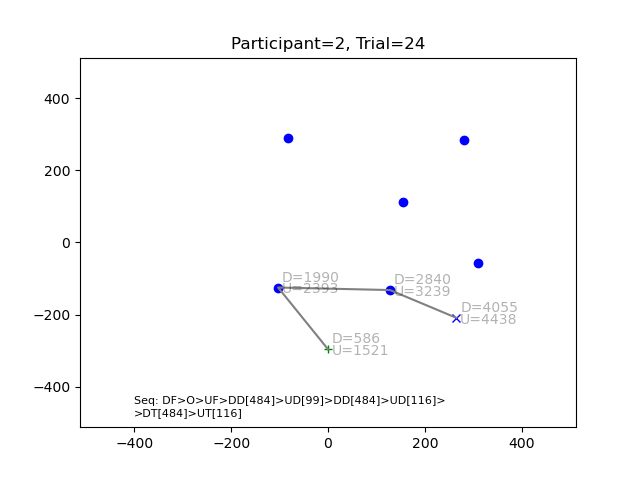 Participant=2, Trial=24
400
200
0
−200
−400
D=1990
U=2393
D=2840
U=3239
D=4055
U=4438
D=586
U=1521
Seq: DF>O>UF>DD[484]>UD[99]>DD[484]>UD[116]>
>DT[484]>UT[116]
−400
−200
0
200
400